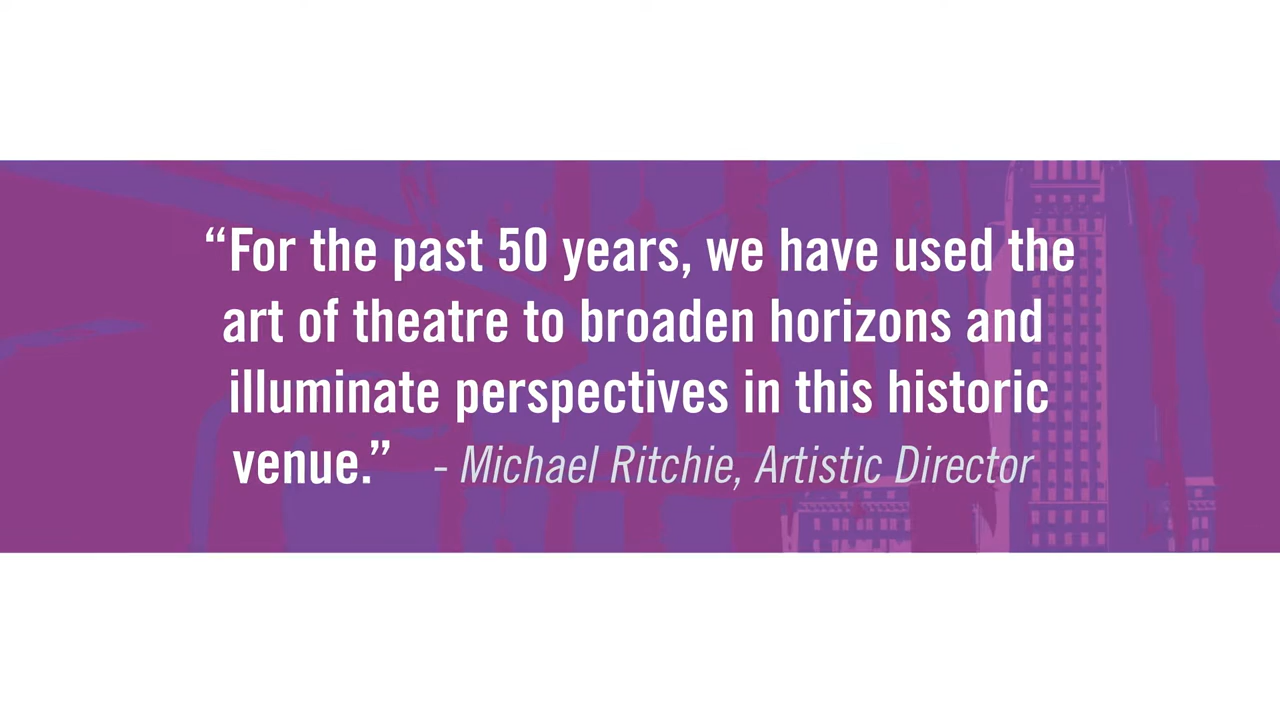 “For the past 50 years, we have used the
art of theatre to broaden horizons and
illuminate perspectives in this historic
venue.” - Michael Ritchie, Artistic Director